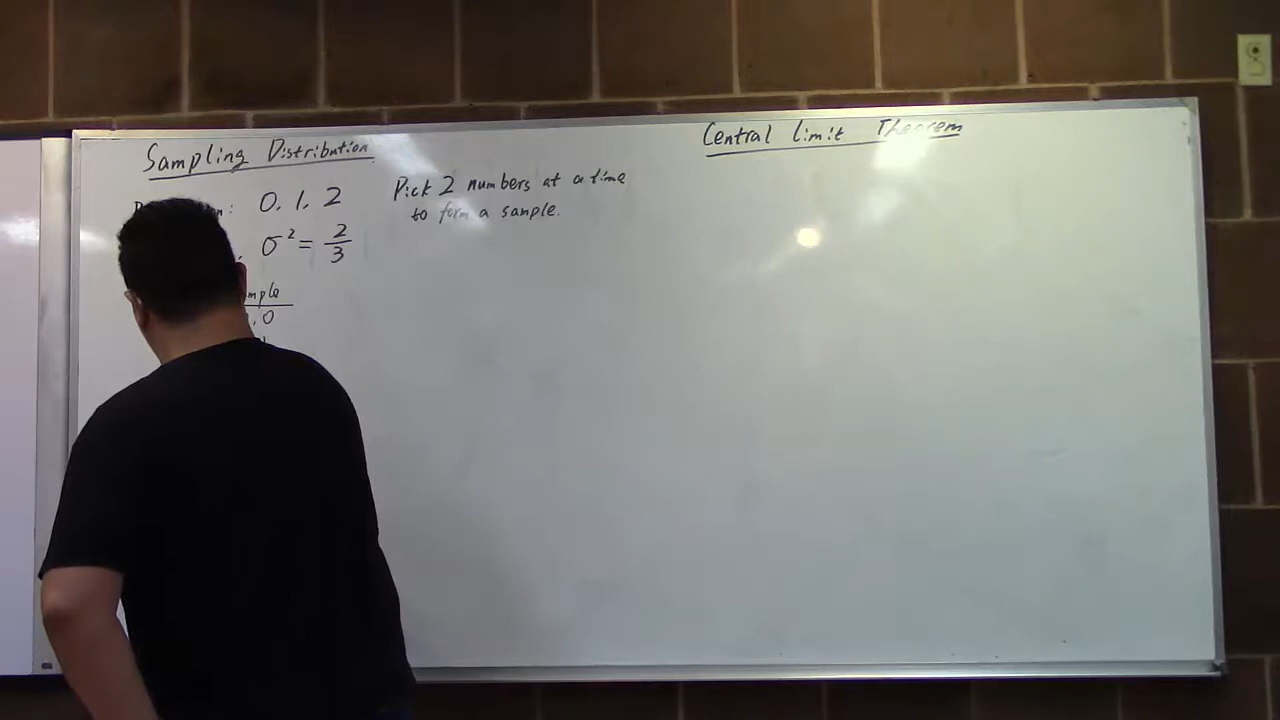 Sampling Distribution
0, 1, 2
σ² = 2/3
, 0
Pick 2 numbers at a time
to form a sample.
Central Limit Theorem